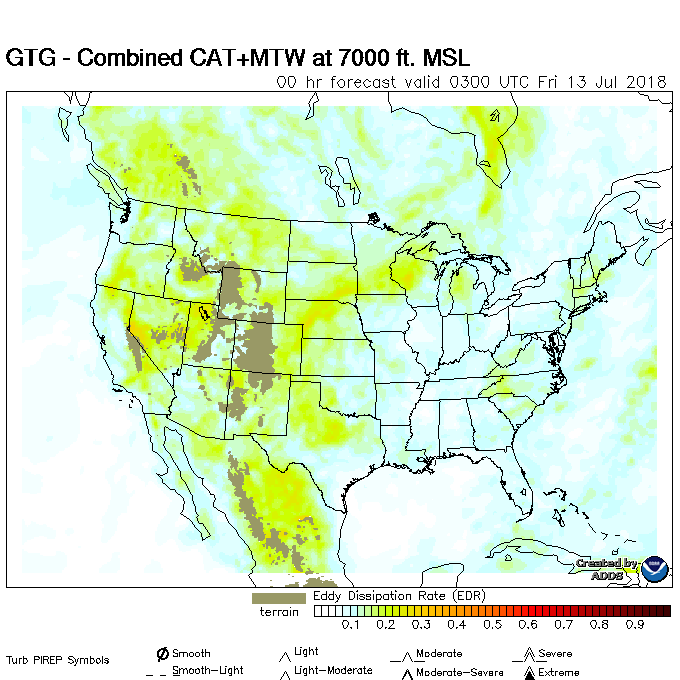 GTG - Combined CAT+MTW at 7000 ft. MSL
00 hr forecast valid 0300 UTC Fri 13 Jul 2018
Created by
ADDS
NOAA
Eddy Dissipation Rate (EDR)
terrain
0.1 0.2 0.3 0.4 0.5 0.6 0.7 0.8 0.9
Turb PIREP Symbols
Smooth
Light
Moderate
Severe
Smooth-Light
Light-Moderate
Moderate-Severe
Extreme